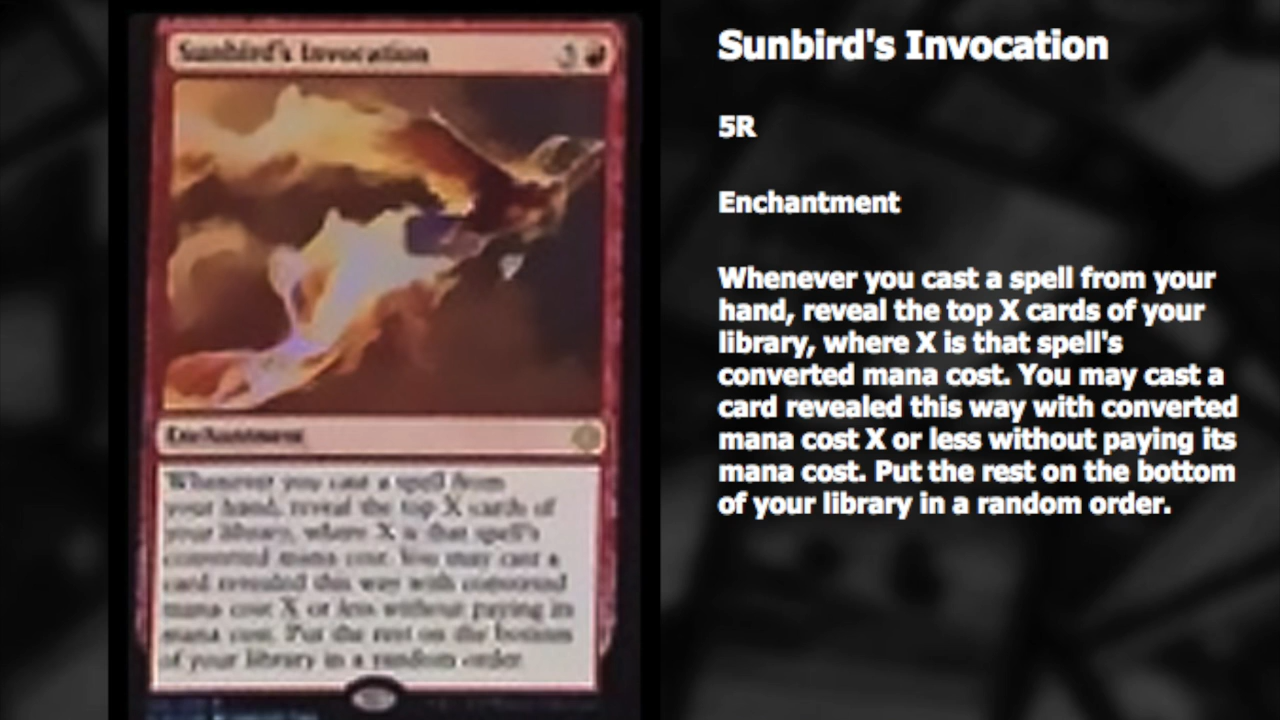 Sunbird's Invocation
Enchantment
Whenever you cast a spell from
your hand, reveal the top X cards of
your library, where X is that spell's
converted mana cost. You may cast a
card revealed this way with converted
mana cost X or less without paying its
mana cost. Put the rest on the bottom
of your library in a random order.
Sunbird's Invocation
5R
Enchantment
Whenever you cast a spell from your
hand, reveal the top X cards of your
library, where X is that spell's
converted mana cost. You may cast a
card revealed this way with converted
mana cost X or less without paying its
mana cost. Put the rest on the bottom
of your library in a random order.